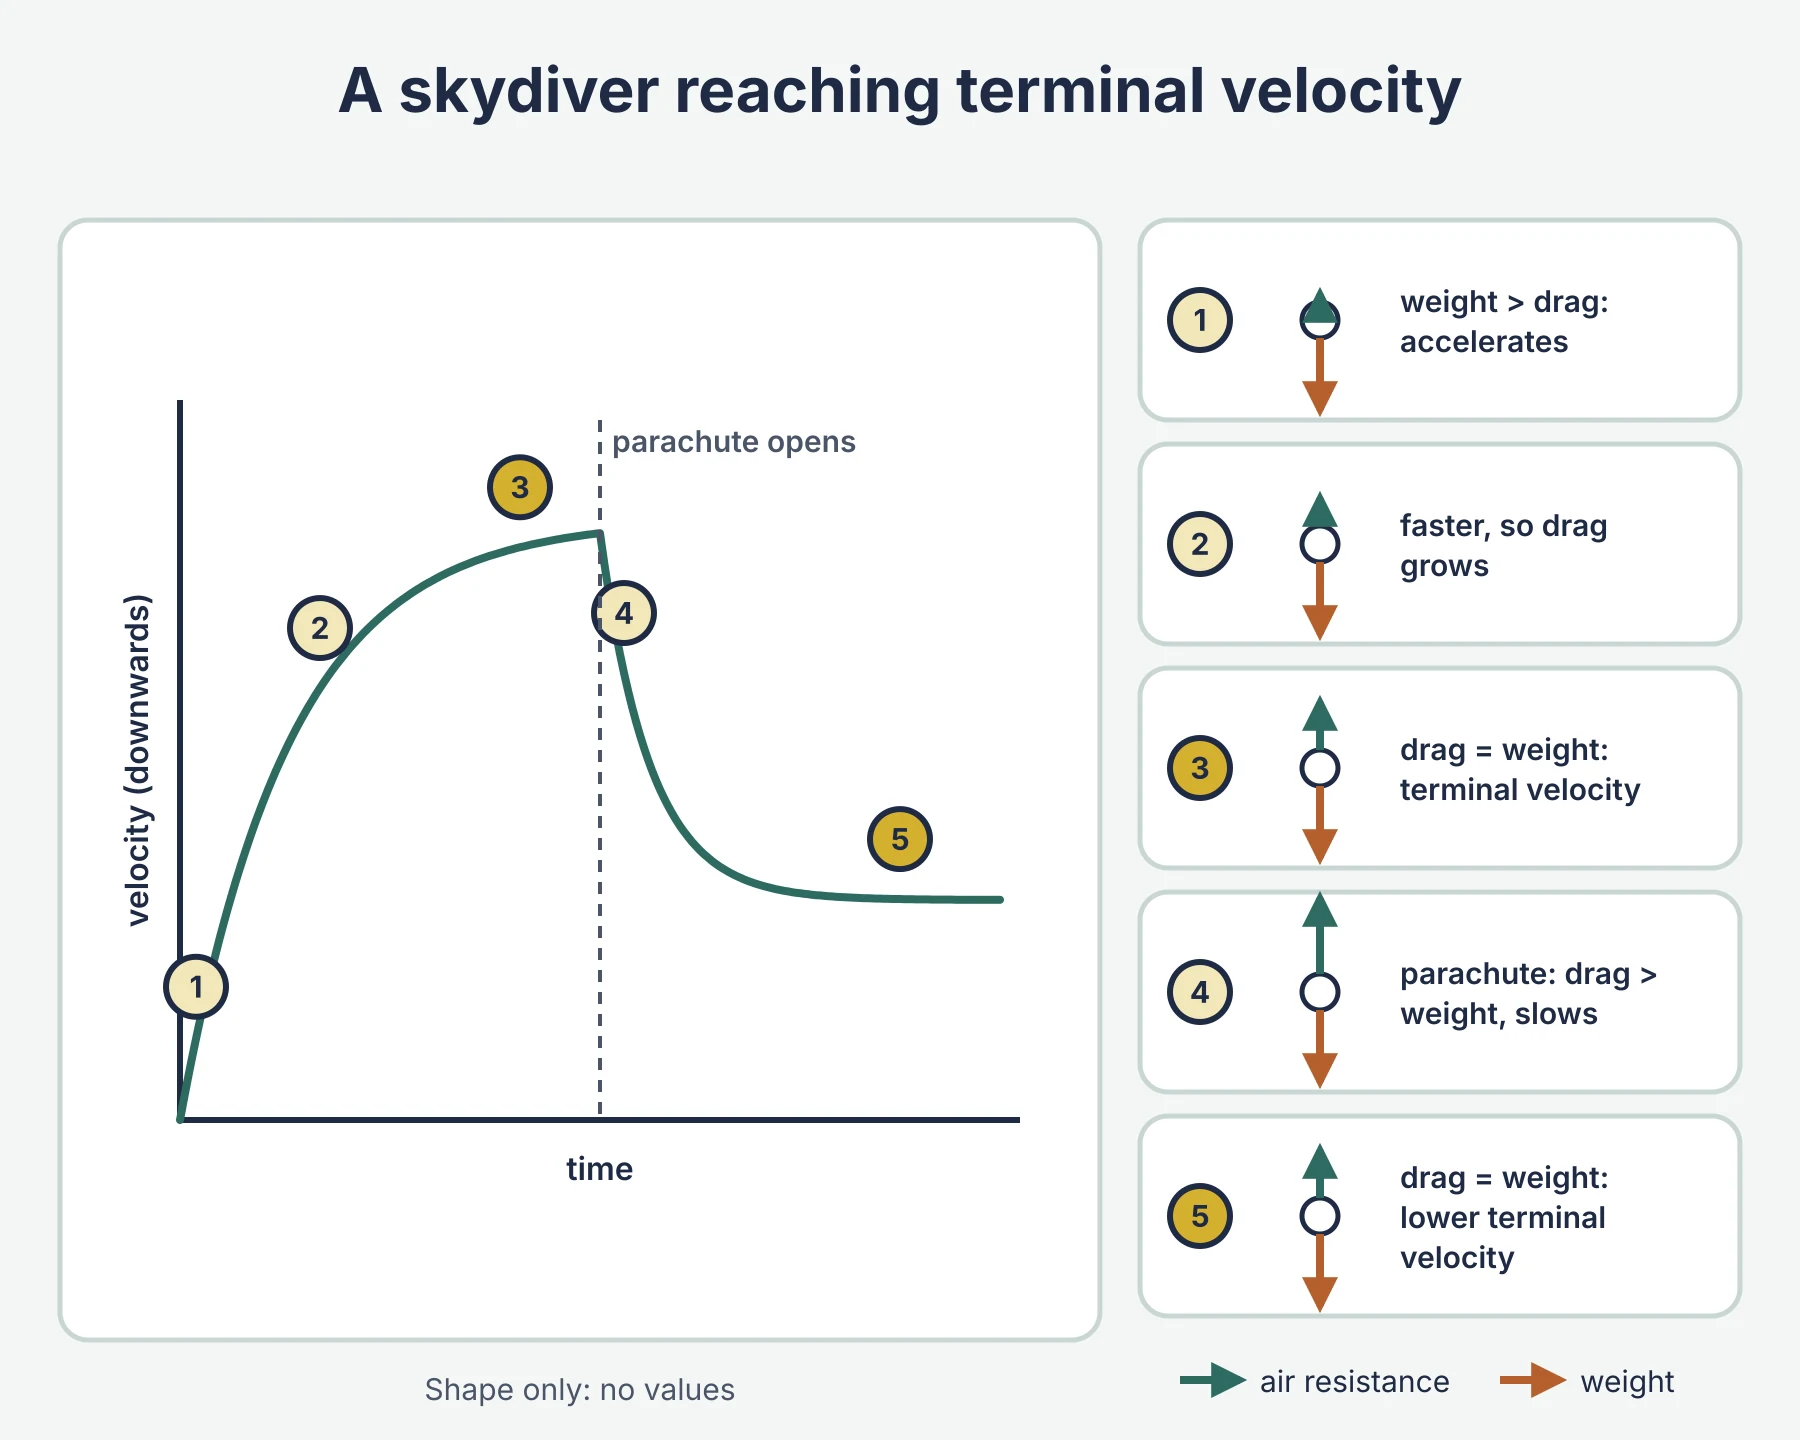 A skydiver reaching terminal velocity
velocity (downwards)
parachute opens
1
2
3
4
5
time
Shape only: no values
1
weight > drag:
accelerates
2
faster, so drag
grows
3
drag = weight:
terminal velocity
4
parachute: drag >
weight, slows
5
drag = weight:
lower terminal
velocity
air resistance
weight